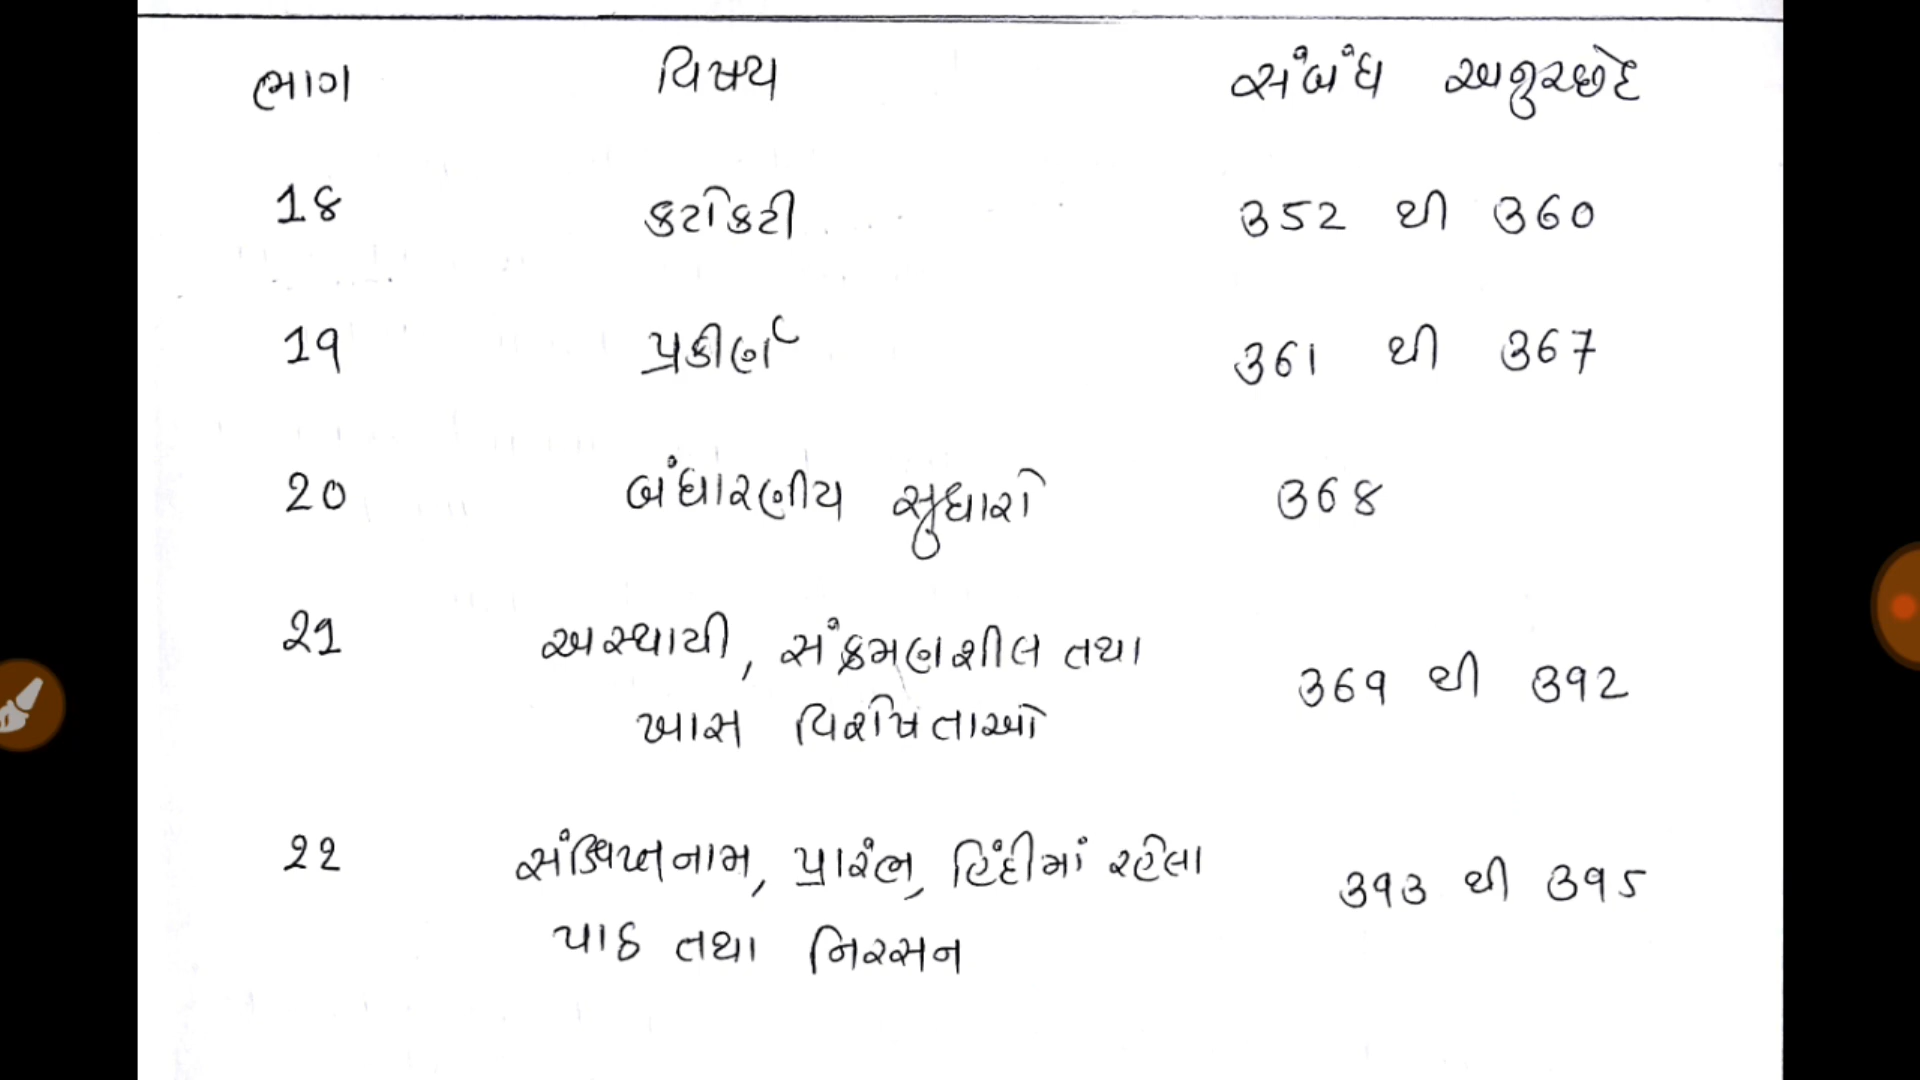 ભાગ વિષય સંબંધ અનુચ્છેદ
18 કટોકટી 352 થી 360
19 પ્રકીર્ણ 361 થી 367
20 બંધારણીય સુધારો 368
21 અસ્થાયી, સંક્રમણશીલ તથા
ખાસ વિશેષતાઓ 369 થી 392
22 સંક્ષિપ્તનામ, પ્રારંભ, હિંદીમાં રહેલા
પાઠ તથા નિરસન 393 થી 395